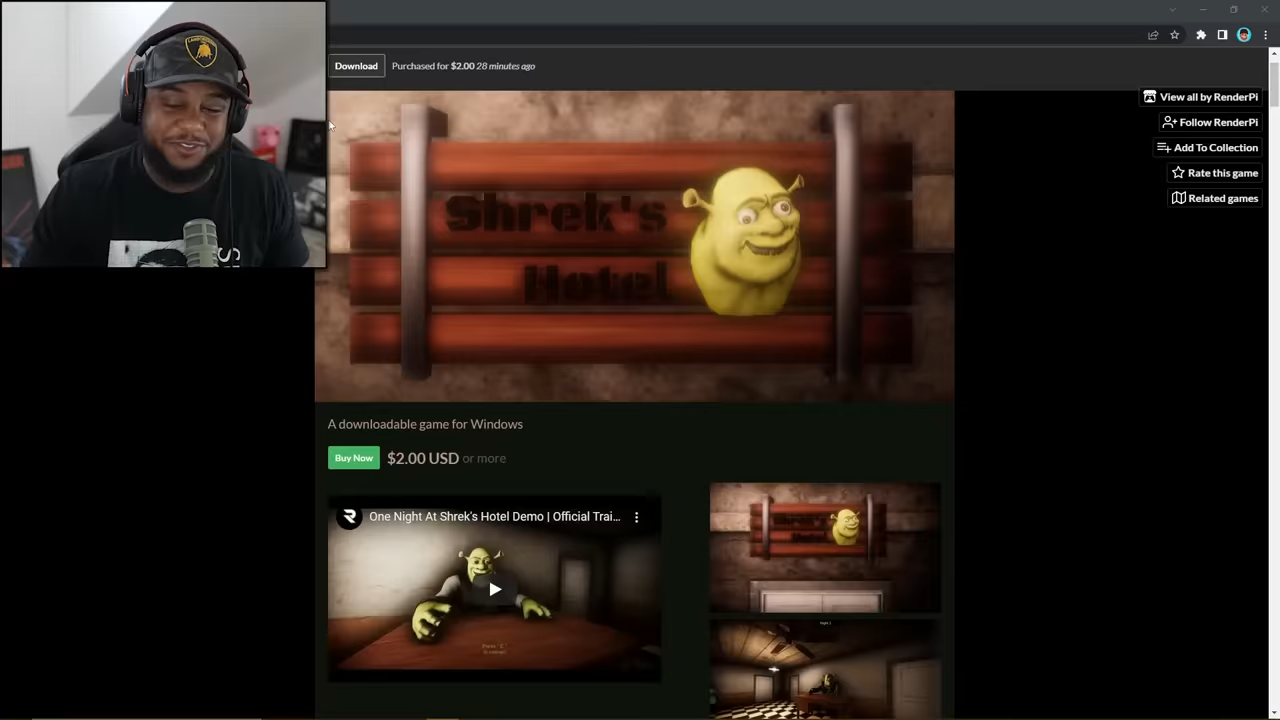 Download
Purchased for $2.00 28 minutes ago
View all by RenderPi
Follow RenderPi
Add To Collection
Rate this game
Related games
Shrek's
Hotel
A downloadable game for Windows
Buy Now
$2.00 USD or more
One Night At Shrek's Hotel Demo | Official Trai...